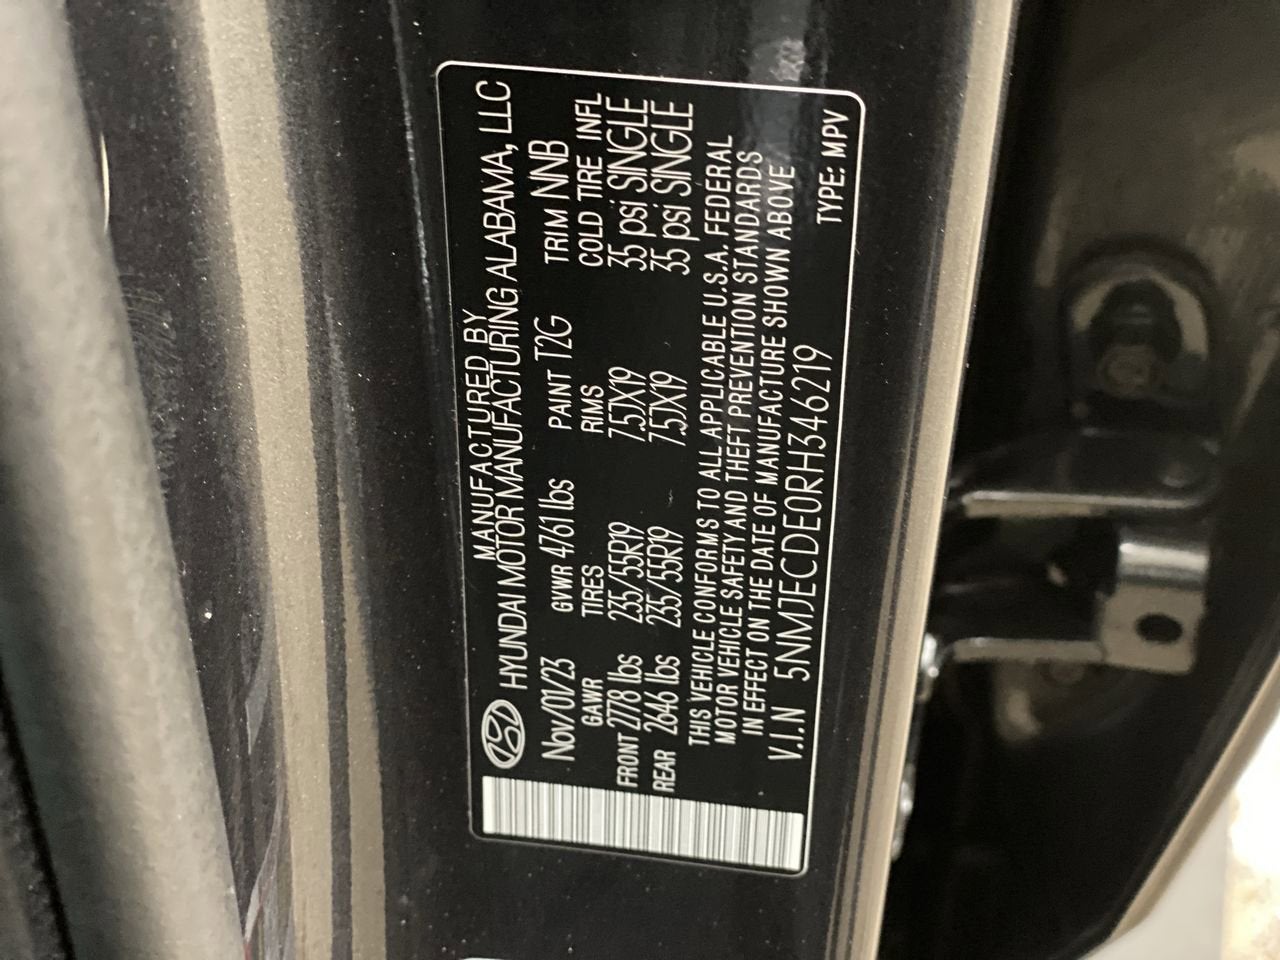 MANUFACTURED BY
HYUNDAI MOTOR MANUFACTURING ALABAMA, LLC
Nov/01/23 GVWR 4761 lbs PAINT T2G TRIM NNB
GAWR TIRES RIMS COLD TIRE INFL
FRONT 2778 lbs 235/55R19 7.5JX19 35 psi SINGLE
REAR 2646 lbs 235/55R19 7.5JX19 35 psi SINGLE
THIS VEHICLE CONFORMS TO ALL APPLICABLE U.S.A. FEDERAL
MOTOR VEHICLE SAFETY AND THEFT PREVENTION STANDARDS
IN EFFECT ON THE DATE OF MANUFACTURE SHOWN ABOVE
V.I.N 5NMJECDE0RH346219
TYPE: MPV